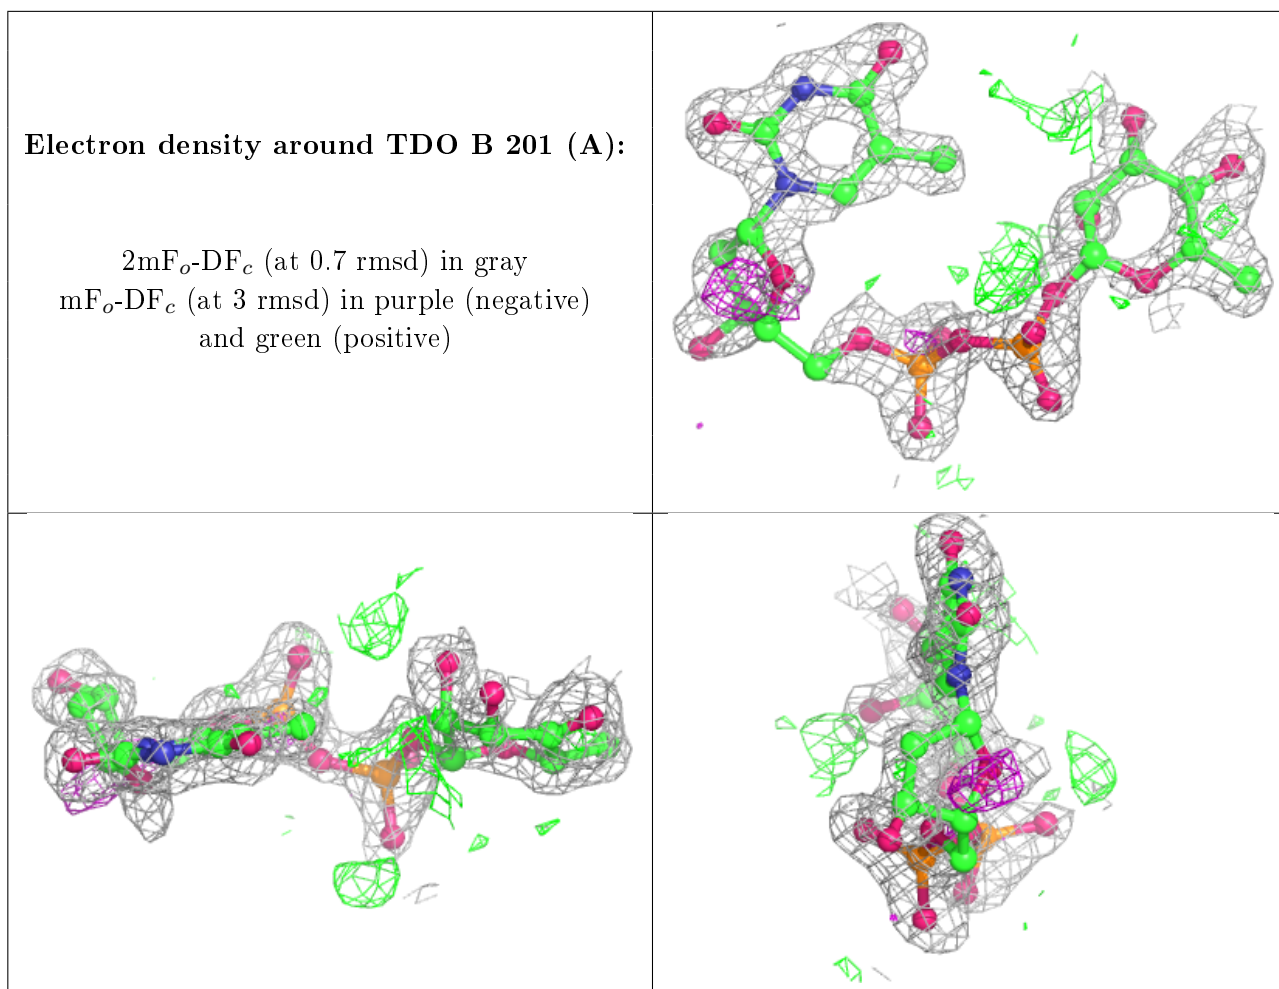 Electron density around TDO B 201 (A):
2mFₒ-DF𝒸 (at 0.7 rmsd) in gray
mFₒ-DF𝒸 (at 3 rmsd) in purple (negative)
and green (positive)